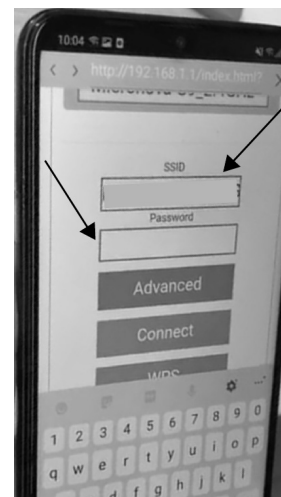 10:04
http://192.168.1.1/index.html?
SSID
Password
Advanced
Connect
WPS
1 2 3 4 5 6 7 8 9 0
q w e r t y u i o p
d f g h j k l